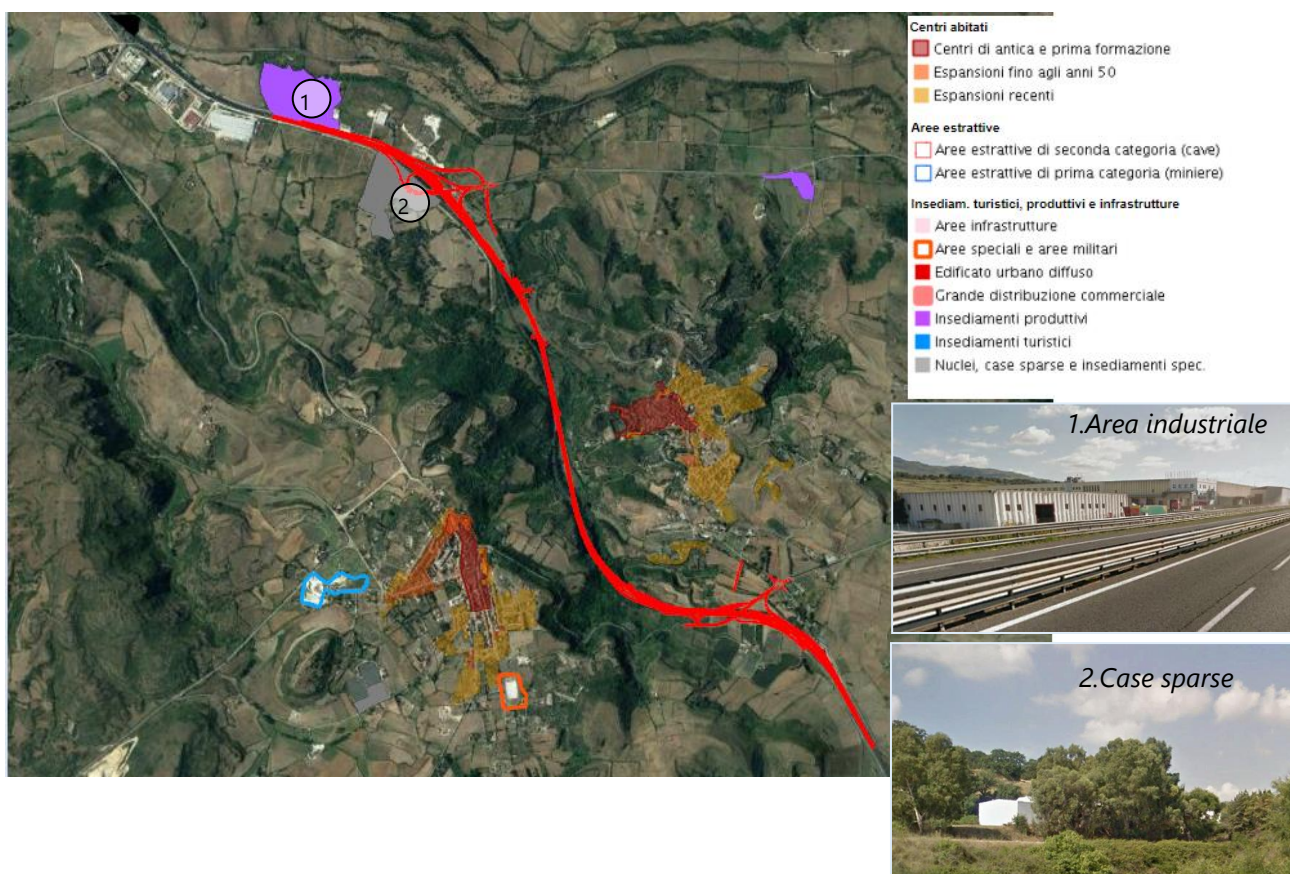 Centri abitati
Centri di antica e prima formazione
Espansioni fino agli anni 50
Espansioni recenti
Aree estrattive
Aree estrattive di seconda categoria (cave)
Aree estrattive di prima categoria (miniere)
Insediam. turistici, produttivi e infrastrutture
Aree infrastrutture
Aree speciali e aree militari
Edificato urbano diffuso
Grande distribuzione commerciale
Insediamenti produttivi
Insediamenti turistici
Nuclei, case sparse e insediamenti spec.
1
2
1.Area industriale
2.Case sparse